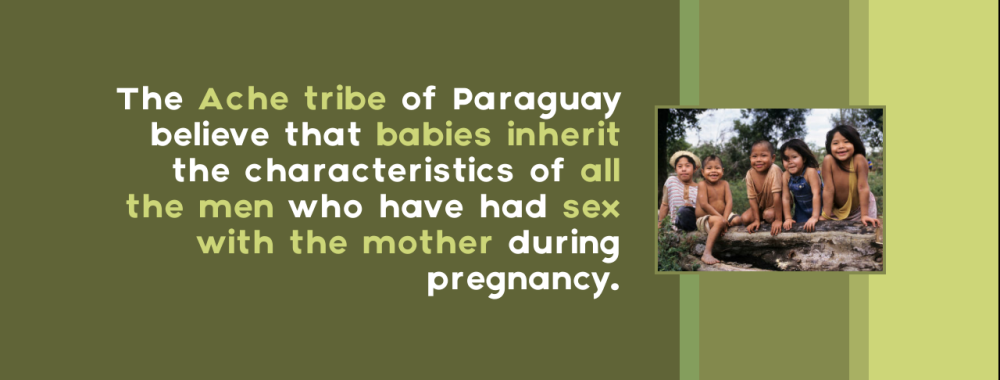 The Ache tribe of Paraguay
believe that babies inherit
the characteristics of all
the men who have had sex
with the mother during
pregnancy.